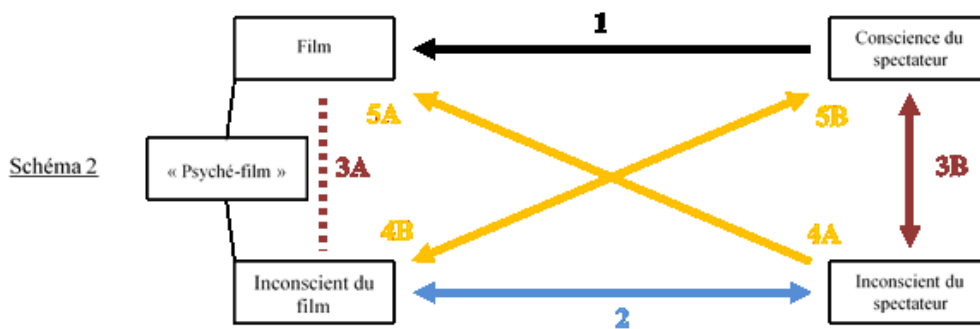 1
Film
Conscience du
spectateur
5A
5B
Schéma 2
« Psyché-film »
3A
3B
4B
4A
Inconscient du
film
Inconscient du
spectateur
2